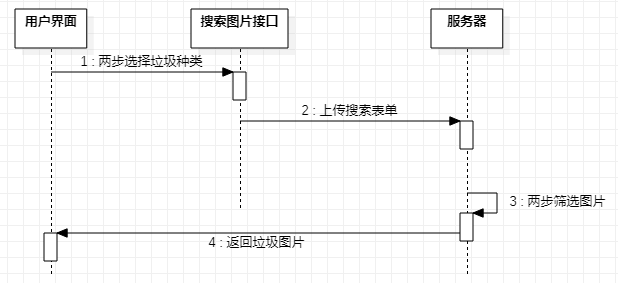 用户界面
搜索图片接口
服务器
1 : 两步选择垃圾种类
2 : 上传搜索表单
3 : 两步筛选图片
4 : 返回垃圾图片